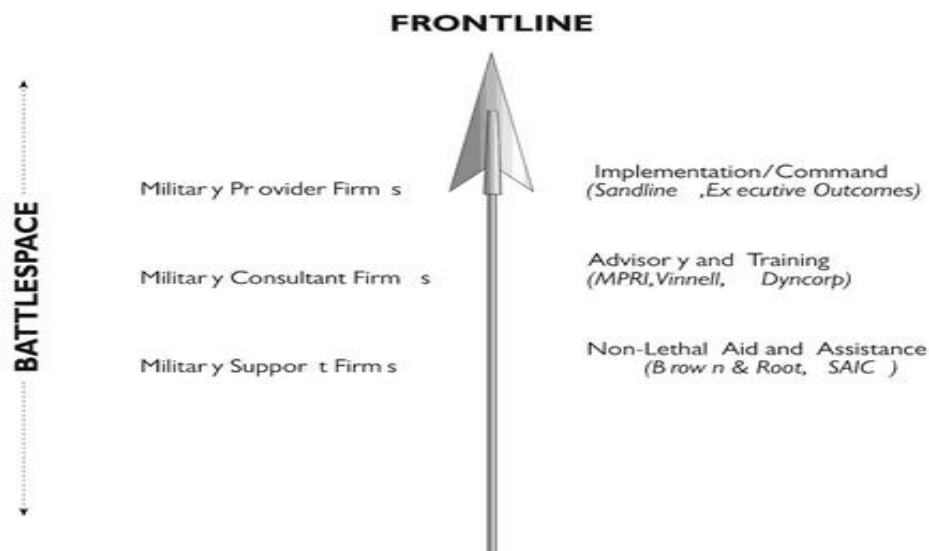 FRONTLINE
BATTLESPACE
Military Provider Firms
Implementation/Command
(Sandline ,Executive Outcomes)
Military Consultant Firms
Advisory and Training
(MPRI,Vinnell, Dyncorp)
Military Support Firms
Non-Lethal Aid and Assistance
(Brown & Root, SAIC )